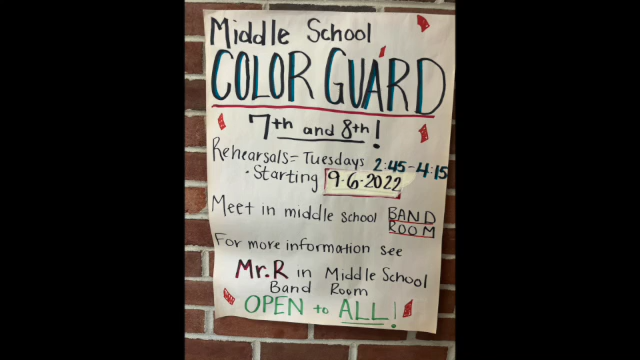 Middle School
COLOR GUARD
7th and 8th!
Rehearsals= Tuesdays 2:45-4:15
• Starting 9.6.2022
Meet in middle school BAND
ROOM
For more information see
Mr.R in Middle School
Band Room
OPEN to ALL!